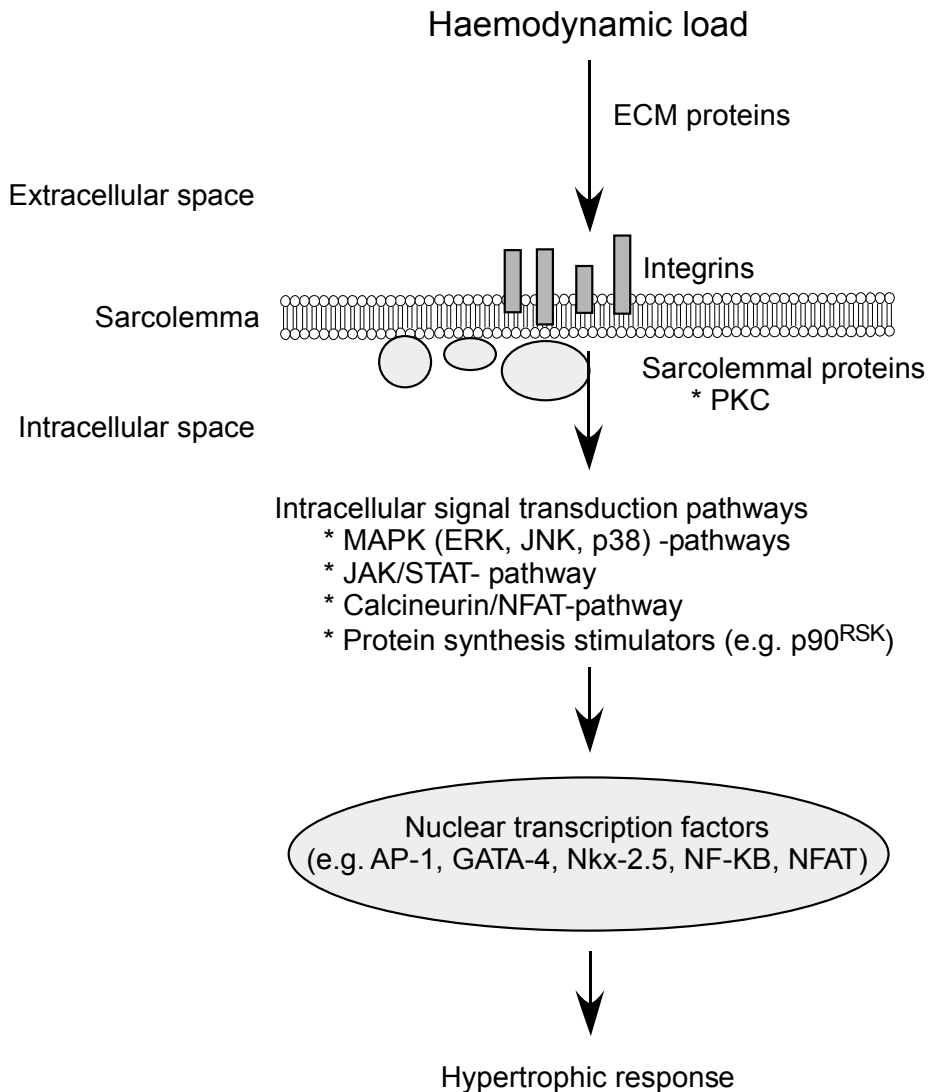 Haemodynamic load
ECM proteins
Extracellular space
Integrins
Sarcolemma
Sarcolemmal proteins
* PKC
Intracellular space
Intracellular signal transduction pathways
* MAPK (ERK, JNK, p38) -pathways
* JAK/STAT- pathway
* Calcineurin/NFAT-pathway
* Protein synthesis stimulators (e.g. p90RSK)
Nuclear transcription factors
(e.g. AP-1, GATA-4, Nkx-2.5, NF-KB, NFAT)
Hypertrophic response